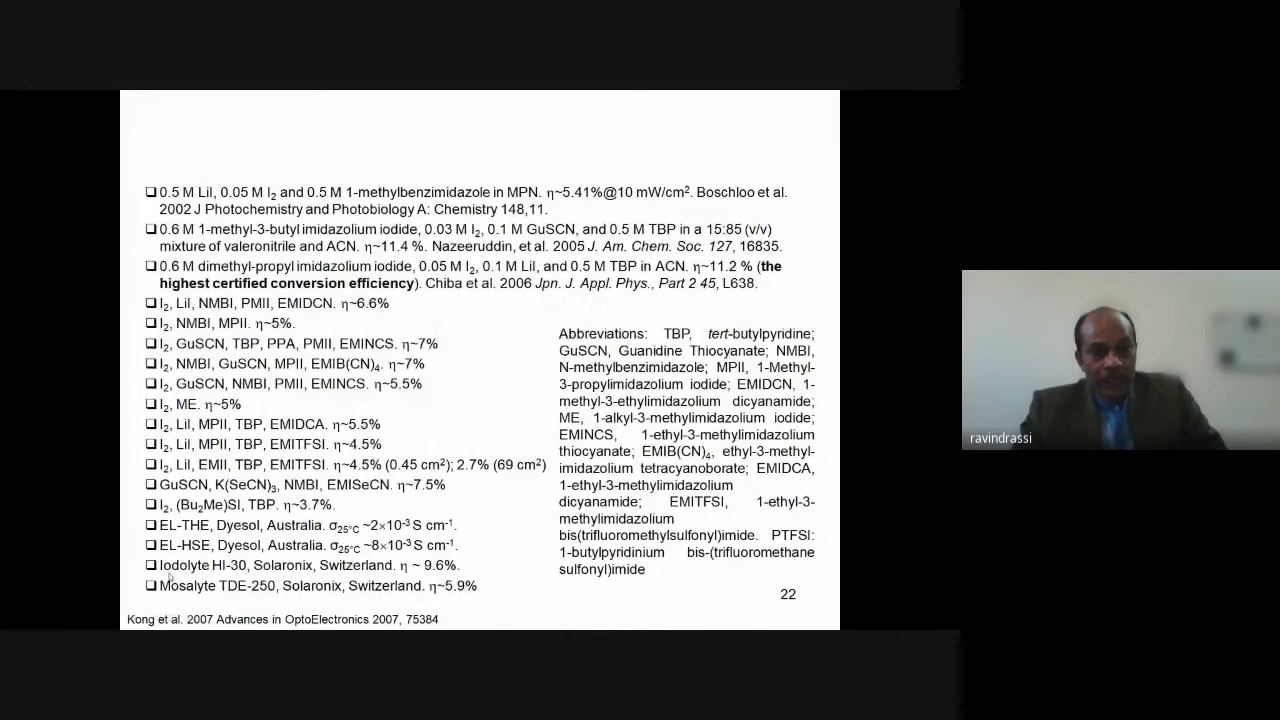 ❑ 0.5 M LiI, 0.05 M I₂ and 0.5 M 1-methylbenzimidazole in MPN. η~5.41%@10 mW/cm². Boschloo et al.
2002 J Photochemistry and Photobiology A: Chemistry 148,11.
❑ 0.6 M 1-methyl-3-butyl imidazolium iodide, 0.03 M I₂, 0.1 M GuSCN, and 0.5 M TBP in a 15:85 (v/v)
mixture of valeronitrile and ACN. η~11.4 %. Nazeeruddin, et al. 2005 J. Am. Chem. Soc. 127, 16835.
❑ 0.6 M dimethyl-propyl imidazolium iodide, 0.05 M I₂, 0.1 M LiI, and 0.5 M TBP in ACN. η~11.2 % (the
highest certified conversion efficiency). Chiba et al. 2006 Jpn. J. Appl. Phys., Part 2 45, L638.
❑ I₂, LiI, NMBI, PMII, EMIDCN. η~6.6%
❑ I₂, NMBI, MPII. η~5%.
❑ I₂, GuSCN, TBP, PPA, PMII, EMINCS. η~7%
❑ I₂, NMBI, GuSCN, MPII, EMIB(CN)₄. η~7%
❑ I₂, GuSCN, NMBI, PMII, EMINCS. η~5.5%
❑ I₂, ME. η~5%
❑ I₂, LiI, MPII, TBP, EMIDCA. η~5.5%
❑ I₂, LiI, MPII, TBP, EMITFSI. η~4.5%
❑ I₂, LiI, EMII, TBP, EMITFSI. η~4.5% (0.45 cm²); 2.7% (69 cm²)
❑ GuSCN, K(SeCN)₃, NMBI, EMISeCN. η~7.5%
❑ I₂, (Bu₂Me)SI, TBP. η~3.7%.
❑ EL-THE, Dyesol, Australia. σ₂₅°C ~2×10⁻³ S cm⁻¹.
❑ EL-HSE, Dyesol, Australia. σ₂₅°C ~8×10⁻³ S cm⁻¹.
❑ Iodolyte HI-30, Solaronix, Switzerland. η ~ 9.6%.
❑ Mosalyte TDE-250, Solaronix, Switzerland. η~5.9%
Abbreviations: TBP, tert-butylpyridine;
GuSCN, Guanidine Thiocyanate; NMBI,
N-methylbenzimidazole; MPII, 1-Methyl-
3-propylimidazolium iodide; EMIDCN, 1-
methyl-3-ethylimidazolium dicyanamide;
ME, 1-alkyl-3-methylimidazolium iodide;
EMINCS, 1-ethyl-3-methylimidazolium
thiocyanate; EMIB(CN)₄, ethyl-3-methyl-
imidazolium tetracyanoborate; EMIDCA,
1-ethyl-3-methylimidazolium
dicyanamide; EMITFSI, 1-ethyl-3-
methylimidazolium
bis(trifluoromethylsulfonyl)imide. PTFSI:
1-butylpyridinium bis-(trifluoromethane
sulfonyl)imide
22
Kong et al. 2007 Advances in OptoElectronics 2007, 75384
ravindrassi